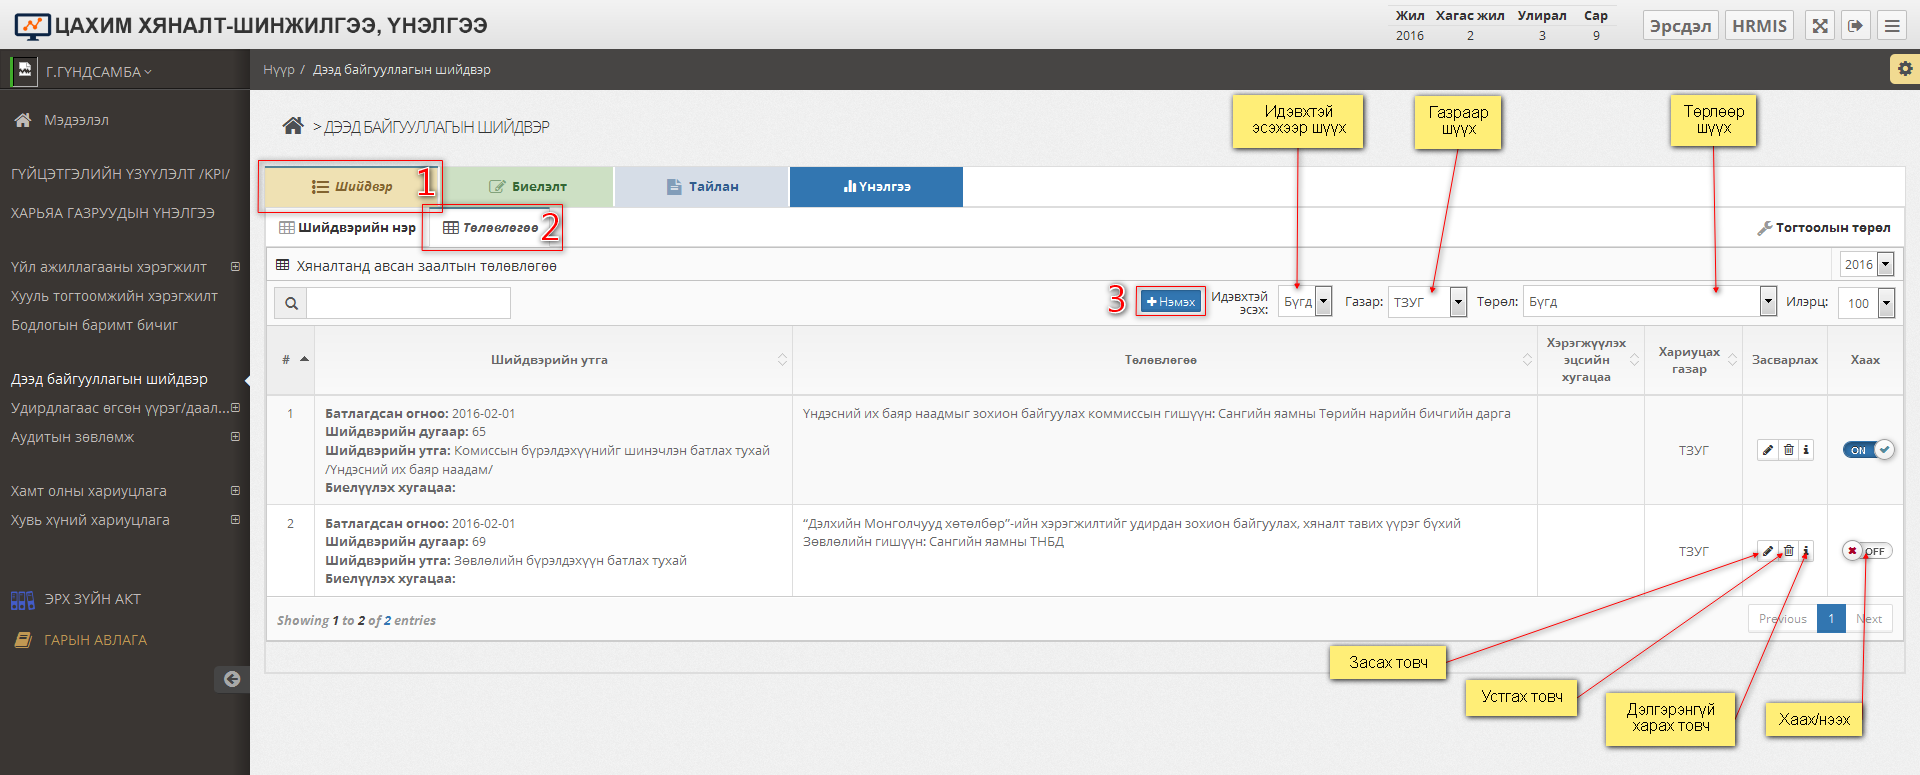 ЦАХИМ ХЯНАЛТ-ШИНЖИЛГЭЭ, ҮНЭЛГЭЭ
Жил Хагас жил Улирал Сар
2016 2 3 9
Эрсдэл HRMIS
Г.ГҮНДСАМБА
Нүүр / Дээд байгууллагын шийдвэр
Мэдээлэл
ГҮЙЦЭТГЭЛИЙН ҮЗҮҮЛЭЛТ /KPI/
ХАРЬЯА ГАЗРУУДЫН ҮНЭЛГЭЭ
Үйл ажиллагааны хэрэгжилт
Хууль тогтоомжийн хэрэгжилт
Бодлогын баримт бичиг
Дээд байгууллагын шийдвэр
Удирдлагаас өгсөн үүрэг/даал...
Аудитын зөвлөмж
Хамт олны хариуцлага
Хувь хүний хариуцлага
ЭРХ ЗҮЙН АКТ
ГАРЫН АВЛАГА
> ДЭЭД БАЙГУУЛЛАГЫН ШИЙДВЭР
Идэвхтэй
эсэхээр шүүх
Газраар
шүүх
Төрлөөр
шүүх
Шийдвэр 1
Биелэлт
Тайлан
Үнэлгээ
Шийдвэрийн нэр
Төлөвлөгөө 2
Тогтоолын төрөл
Хяналтанд авсан заалтын төлөвлөгөө
2016
3 Нэмэх
Идэвхтэй
эсэх:
Бүгд
Газар: ТЗУГ
Төрөл: Бүгд
Илэрц: 100
#
Шийдвэрийн утга
Төлөвлөгөө
Хэрэгжүүлэх
эцсийн
хугацаа
Хариуцах
газар
Засварлах
Хаах
1
Батлагдсан огноо: 2016-02-01
Шийдвэрийн дугаар: 65
Шийдвэрийн утга: Комиссын бүрэлдэхүүнийг шинэчлэн батлах тухай
/Үндэсний их баяр наадам/
Биелүүлэх хугацаа:
Үндэсний их баяр наадмыг зохион байгуулах коммиссын гишүүн: Сангийн яамны Төрийн нарийн бичгийн дарга
ТЗУГ
ON
2
Батлагдсан огноо: 2016-02-01
Шийдвэрийн дугаар: 69
Шийдвэрийн утга: Зөвлөлийн бүрэлдэхүүн батлах тухай
Биелүүлэх хугацаа:
“Дэлхийн Монголчууд хөтөлбөр”-ийн хэрэгжилтийг удирдан зохион байгуулах, хяналт тавих үүрэг бүхий
Зөвлөлийн гишүүн: Сангийн яамны ТНБД
ТЗУГ
OFF
Showing 1 to 2 of 2 entries
Previous 1 Next
Засах товч
Устгах товч
Дэлгэрэнгүй
харах товч
Хаах/нээх